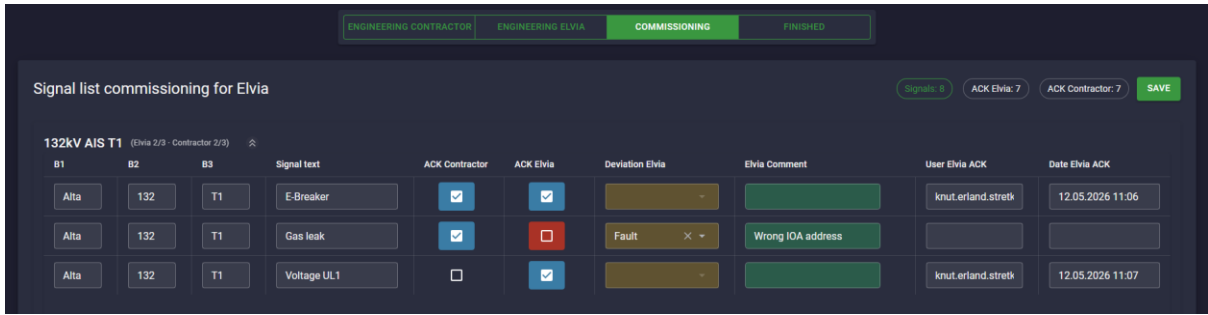 ENGINEERING CONTRACTOR ENGINEERING ELVIA COMMISSIONING FINISHED
Signal list commissioning for Elvia Signals: 8 ACK Elvia: 7 ACK Contractor: 7 SAVE
132kV AIS T1 (Elvia 2/3 - Contractor 2/3)
B1 B2 B3 Signal text ACK Contractor ACK Elvia Deviation Elvia Elvia Comment User Elvia ACK Date Elvia ACK
Alta 132 T1 E-Breaker knut.erland.stretk 12.05.2026 11:06
Alta 132 T1 Gas leak Fault Wrong IOA address
Alta 132 T1 Voltage UL1 knut.erland.stretk 12.05.2026 11:07